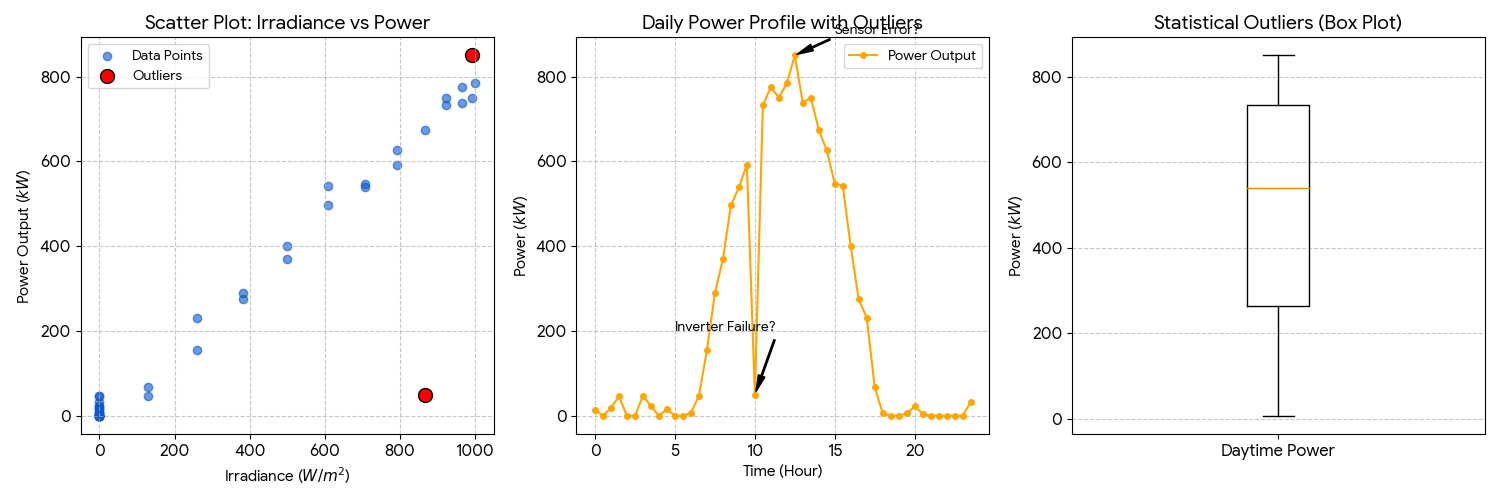 Scatter Plot: Irradiance vs Power
Data Points
Outliers
Power Output (kW)
800
600
400
200
0
0 200 400 600 800 1000
Irradiance (W/m²)
Daily Power Profile with Outliers
Sensor Error?
Power Output
Inverter Failure?
Power (kW)
800
600
400
200
0
0 5 10 15 20
Time (Hour)
Statistical Outliers (Box Plot)
Power (kW)
800
600
400
200
0
Daytime Power